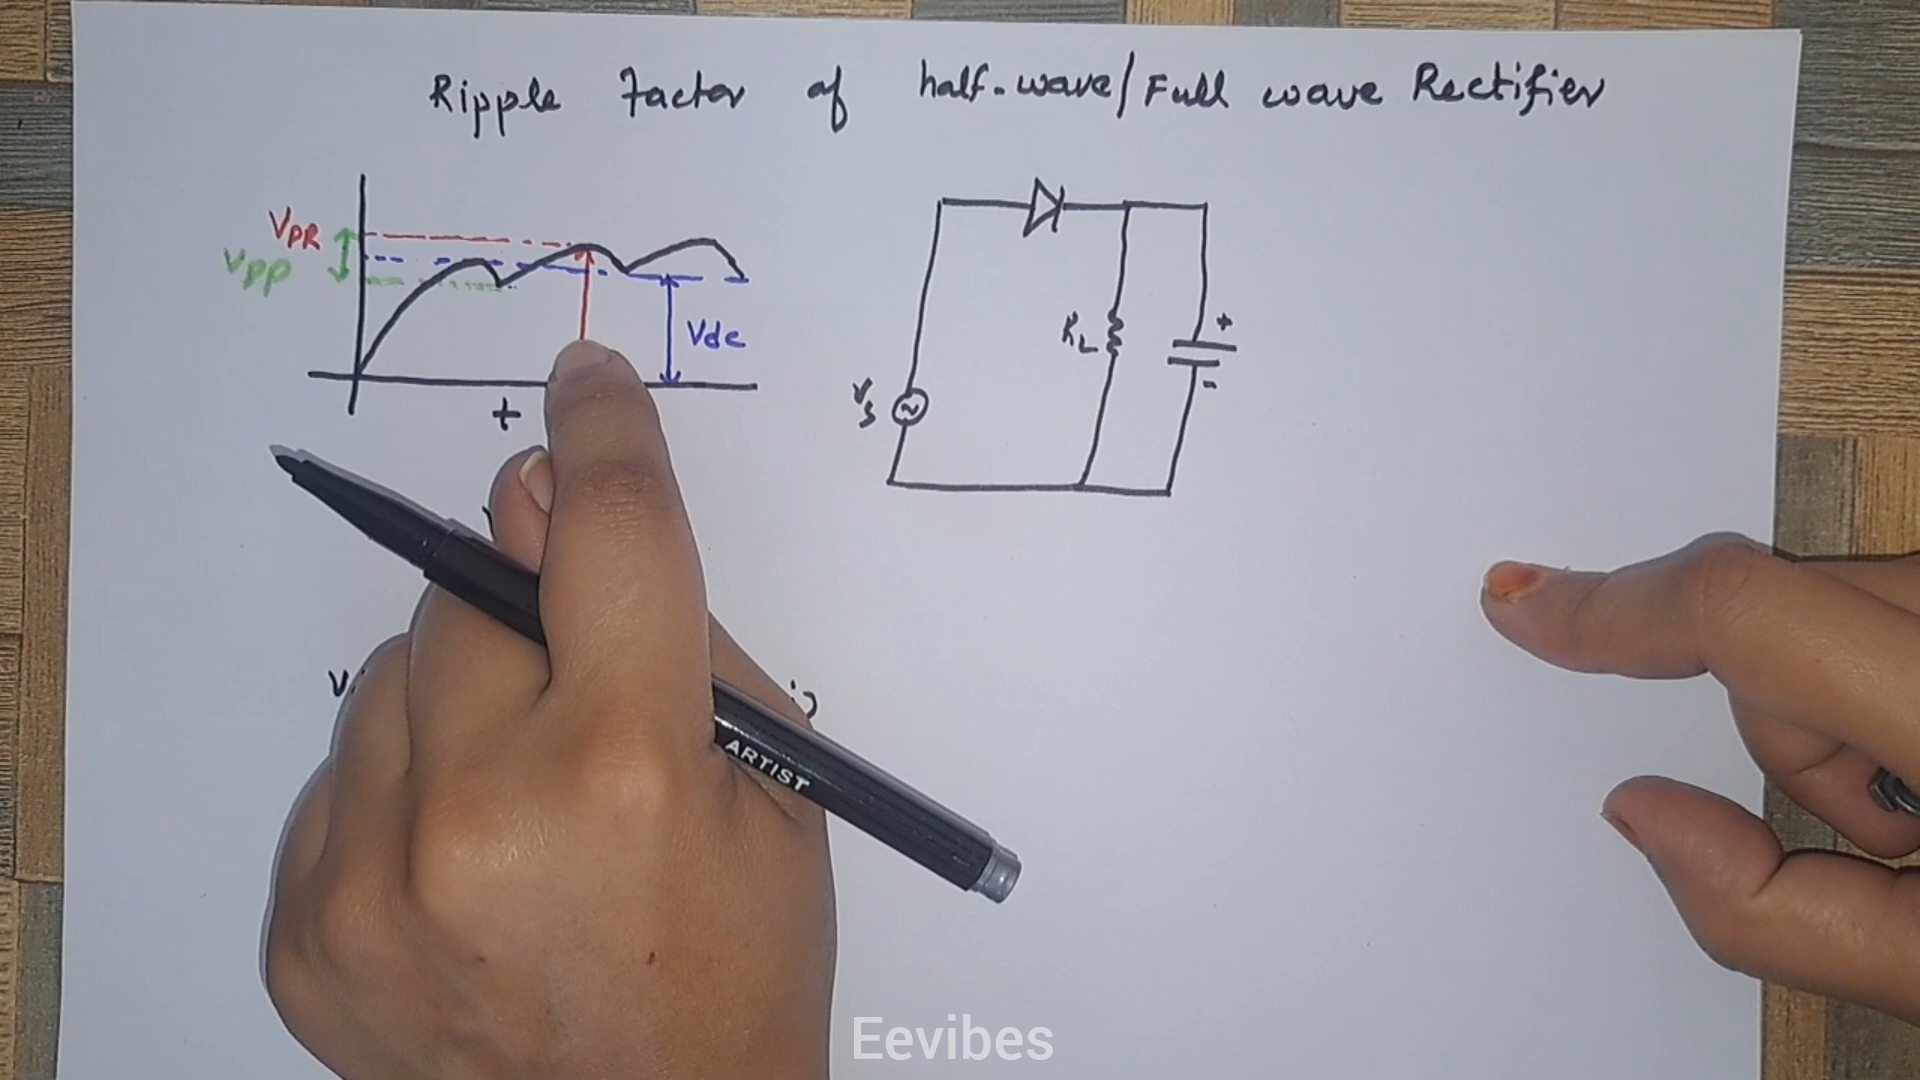 Ripple Factor of half-wave/Full wave Rectifier
VPR
VPP
Vdc
t
RL
+
-
Vs
ARTIST
Eevibes